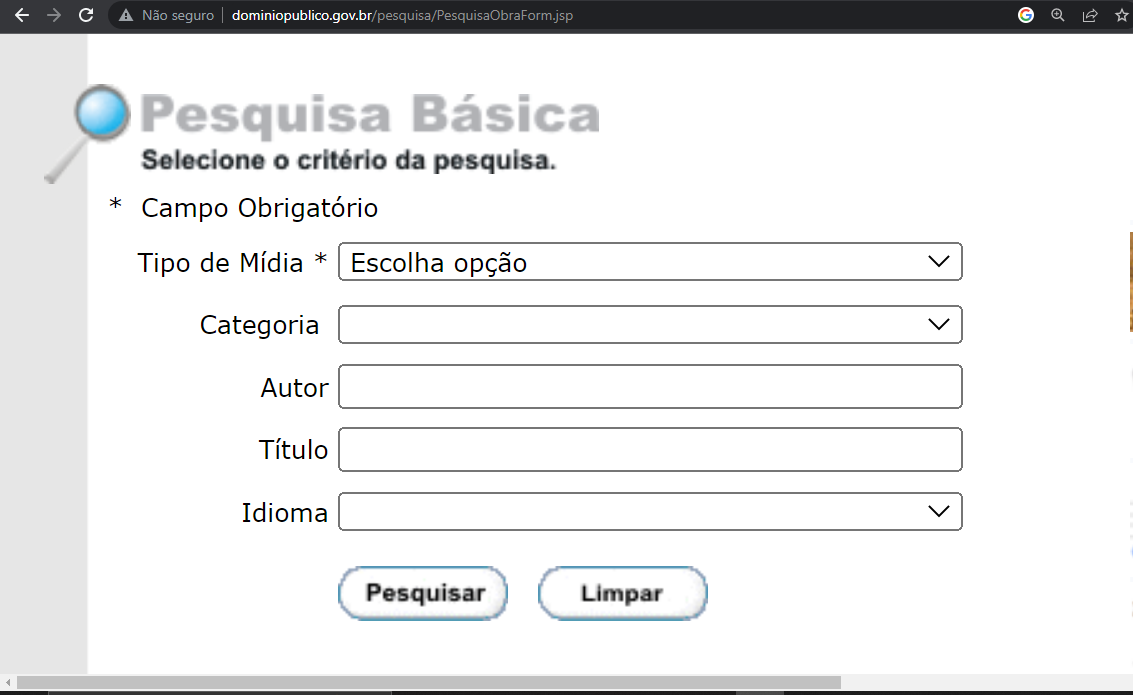 Não seguro dominiopublico.gov.br/pesquisa/PesquisaObraForm.jsp
Pesquisa Básica
Selecione o critério da pesquisa.
* Campo Obrigatório
Tipo de Mídia * Escolha opção
Categoria
Autor
Título
Idioma
Pesquisar Limpar